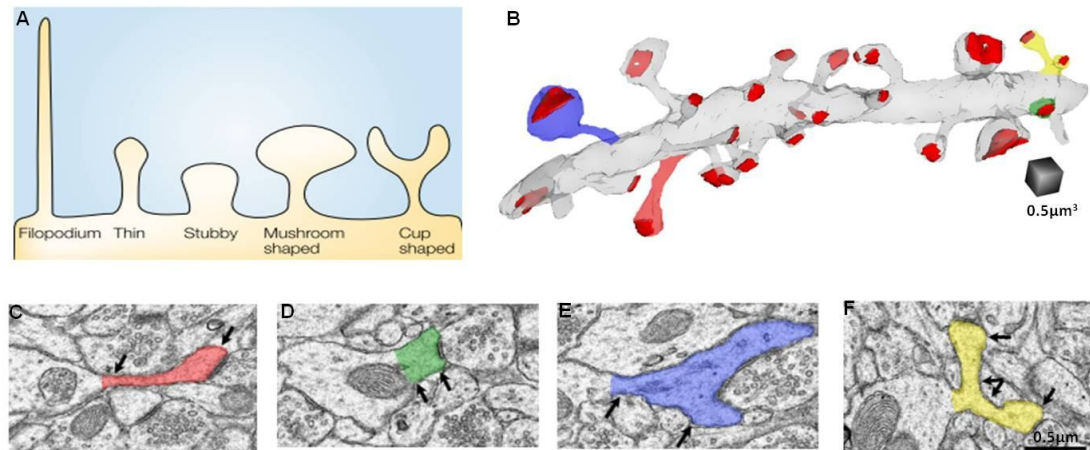 A
Filopodium
Thin
Stubby
Mushroom
shaped
Cup
shaped
B
0.5µm³
C
D
E
F
0.5µm